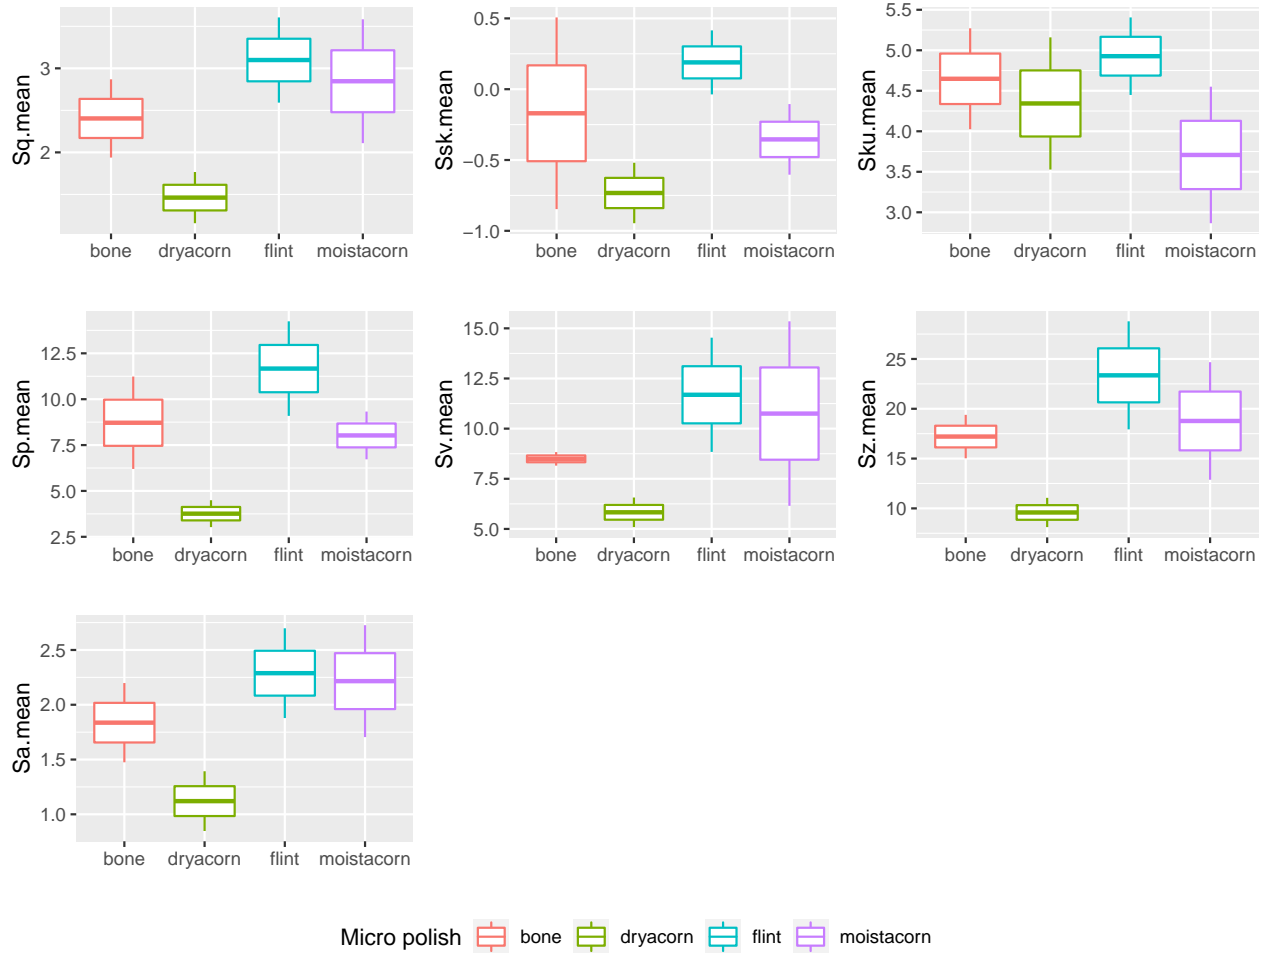 Sq.mean
3
2
bone dryacorn flint moistacorn
Ssk.mean
0.5
0.0
−0.5
−1.0
bone dryacorn flint moistacorn
Sku.mean
5.5
5.0
4.5
4.0
3.5
3.0
bone dryacorn flint moistacorn
Sp.mean
12.5
10.0
7.5
5.0
2.5
bone dryacorn flint moistacorn
Sv.mean
15.0
12.5
10.0
7.5
5.0
bone dryacorn flint moistacorn
Sz.mean
25
20
15
10
bone dryacorn flint moistacorn
Sa.mean
2.5
2.0
1.5
1.0
bone dryacorn flint moistacorn
Micro polish bone dryacorn flint moistacorn